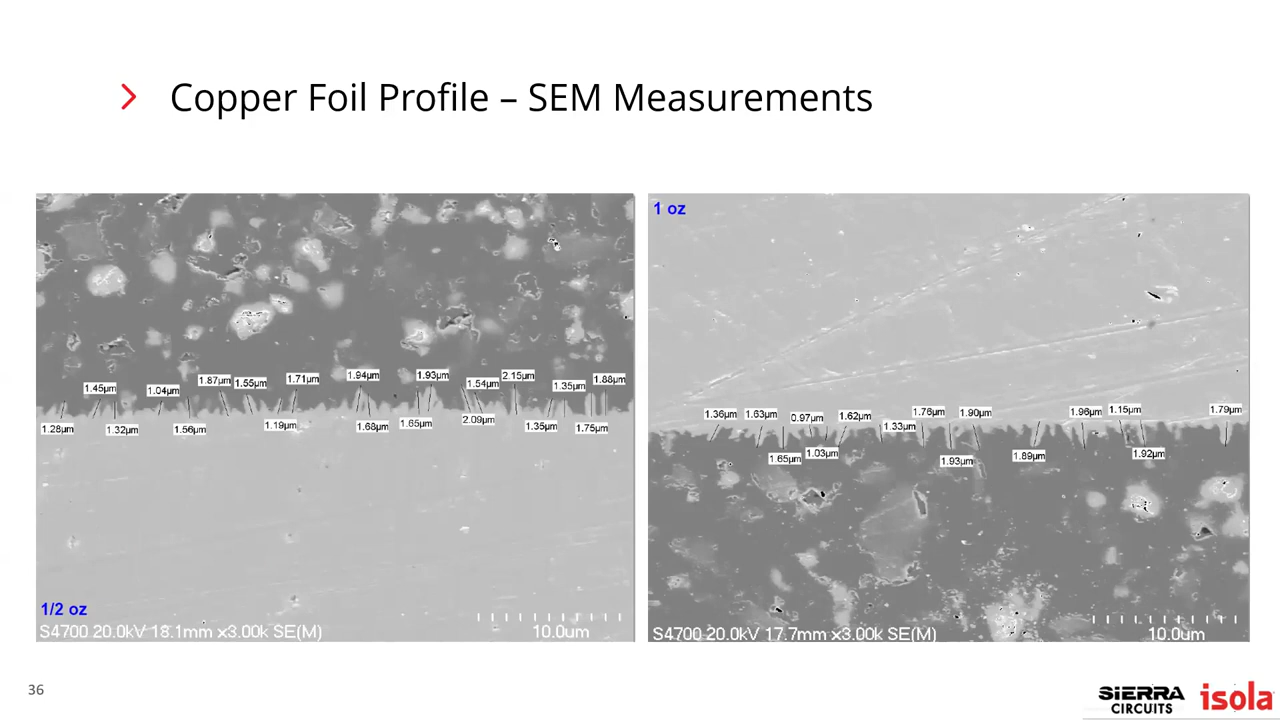 Copper Foil Profile – SEM Measurements
1.45µm
1.04µm
1.87µm
1.55µm
1.71µm
1.94µm
1.93µm
1.54µm
2.15µm
1.35µm
1.88µm
1.28µm
1.32µm
1.56µm
1.19µm
1.68µm
1.65µm
2.09µm
1.35µm
1.75µm
1/2 oz
S4700 20.0kV 18.1mm x3.00k SE(M)
10.0um
1 oz
1.36µm
1.63µm
0.97µm
1.62µm
1.33µm
1.76µm
1.90µm
1.96µm
1.15µm
1.79µm
1.65µm
1.03µm
1.93µm
1.89µm
1.92µm
S4700 20.0kV 17.7mm x3.00k SE(M)
10.0um
36
SIERRA
CIRCUITS
isola